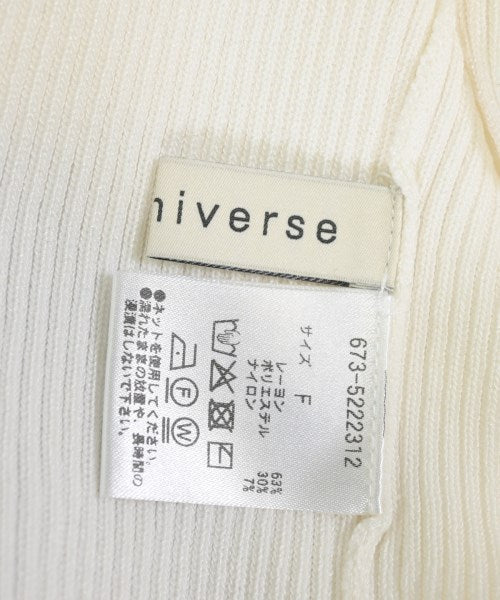 niverse
673-5222312
サイズ F
レーヨン 63%
ポリエステル 30%
ナイロン 7%
F
W
●ネットを使用してください。
●濡れたままの放置や、長時間の
浸漬はしないで下さい。